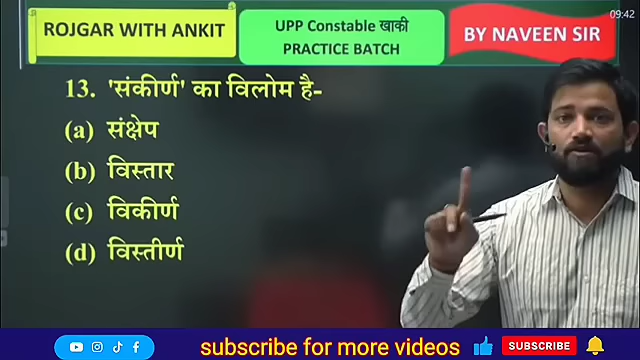 09:42
ROJGAR WITH ANKIT
UPP Constable खाकी
PRACTICE BATCH
BY NAVEEN SIR
13. 'संकीर्ण' का विलोम है-
(a) संक्षेप
(b) विस्तार
(c) विकीर्ण
(d) विस्तीर्ण
subscribe for more videos
SUBSCRIBE